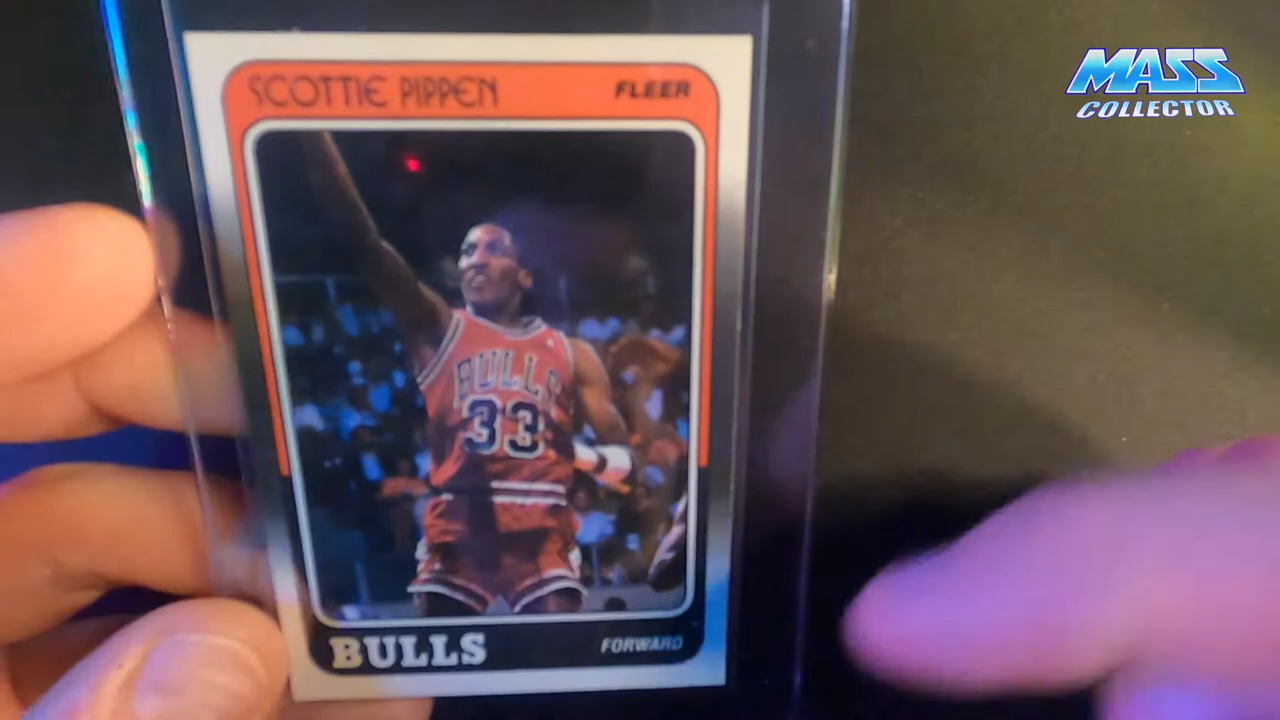 SCOTTIE PIPPEN FLEER
MASS
COLLECTOR
BULLS
33
BULLS FORWARD